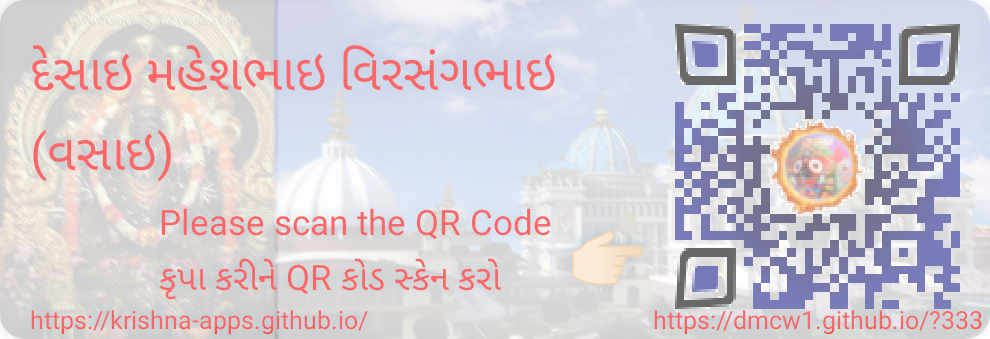 દેસાઇ મહેશભાઇ વિરસંગભાઇ
(વસાઇ)
Please scan the QR Code
કૃપા કરીને QR કોડ સ્કેન કરો
https://krishna-apps.github.io/
https://dmcw1.github.io/?333